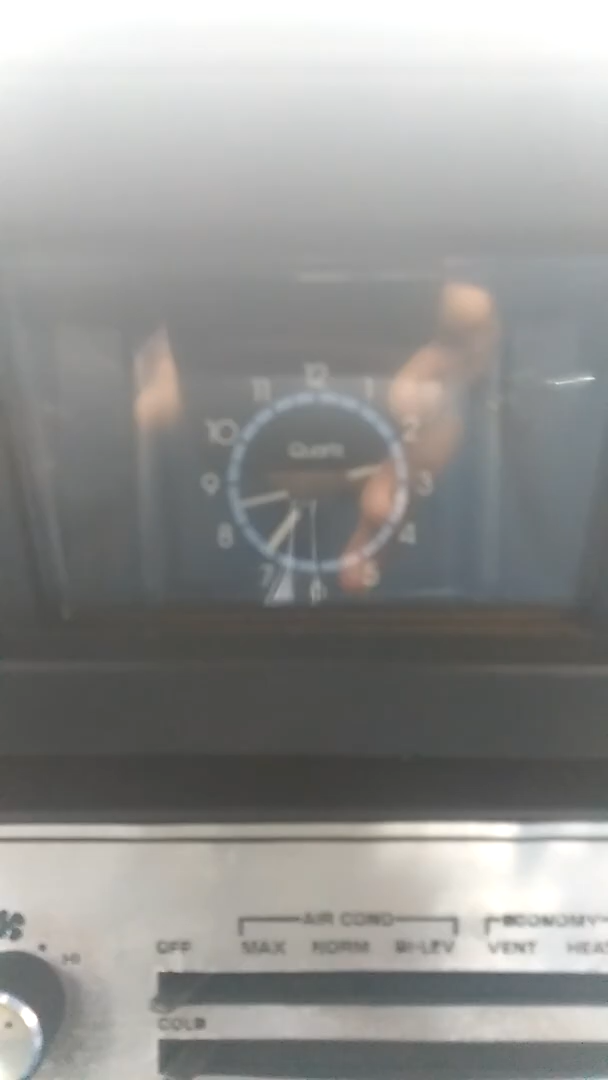 12
11 1
10 2
Quartz
9 3
8 4
7 5
6
AIR COND ECONOMY
OFF MAX NORM BI-LEV VENT HEAT
HI
COLD